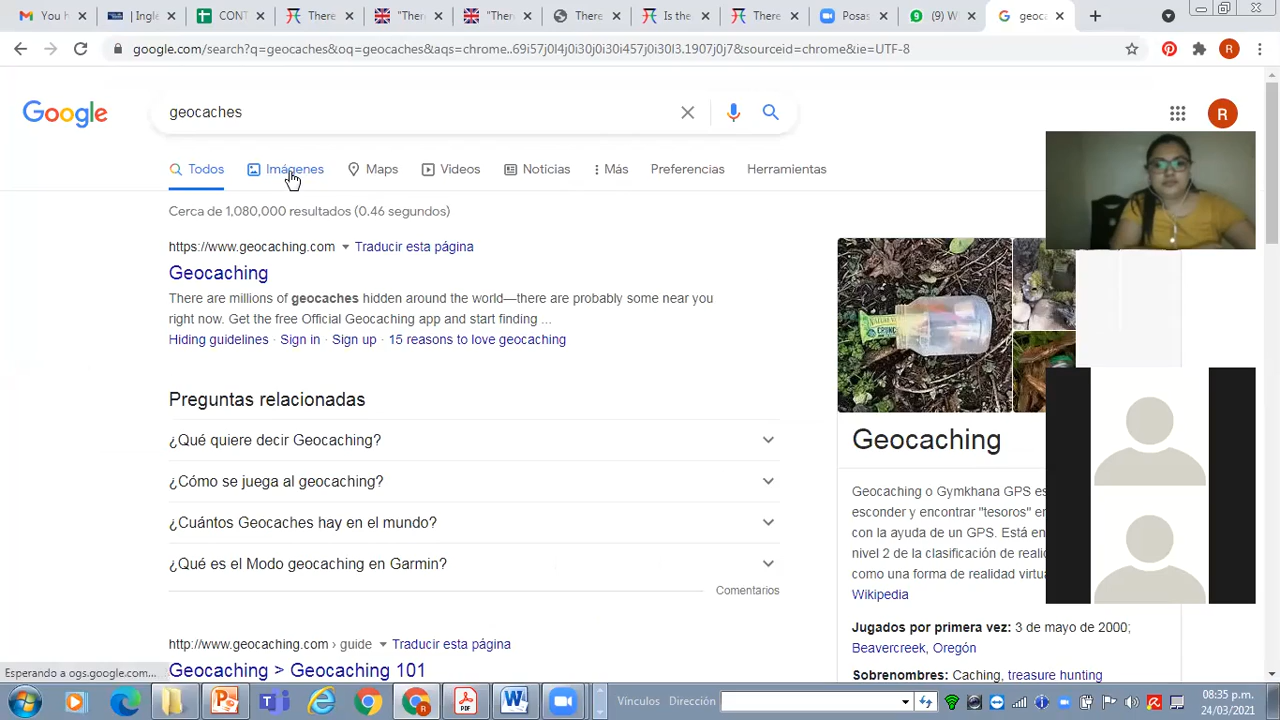 You
Ingle
CONT
There
"Ther
"Ther
There
Is the
There
Posas
(9) W
geoca
google.com/search?q=geocaches&oq=geocaches&aqs=chrome..69i57j0l4j0i30j0i30i457j0i30l3.1907j0j7&sourceid=chrome&ie=UTF-8
R
Google
geocaches
R
Todos
Imágenes
Maps
Videos
Noticias
Más
Preferencias
Herramientas
Cerca de 1,080,000 resultados (0.46 segundos)
https://www.geocaching.com Traducir esta página
Geocaching
There are millions of geocaches hidden around the world—there are probably some near you
right now. Get the free Official Geocaching app and start finding ...
Hiding guidelines · Sign in · Sign up · 15 reasons to love geocaching
Preguntas relacionadas
¿Qué quiere decir Geocaching?
¿Cómo se juega al geocaching?
¿Cuántos Geocaches hay en el mundo?
¿Qué es el Modo geocaching en Garmin?
Comentarios
http://www.geocaching.com › guide Traducir esta página
Geocaching > Geocaching 101
Geocaching
Geocaching o Gymkhana GPS es
esconder y encontrar "tesoros" en
con la ayuda de un GPS. Está en
nivel 2 de la clasificación de reali
como una forma de realidad virtua
Wikipedia
Jugados por primera vez: 3 de mayo de 2000;
Beavercreek, Oregón
Sobrenombres: Caching, treasure hunting
Esperando a ogs.google.com...
Vínculos
Dirección
08:35 p.m.
24/03/2021